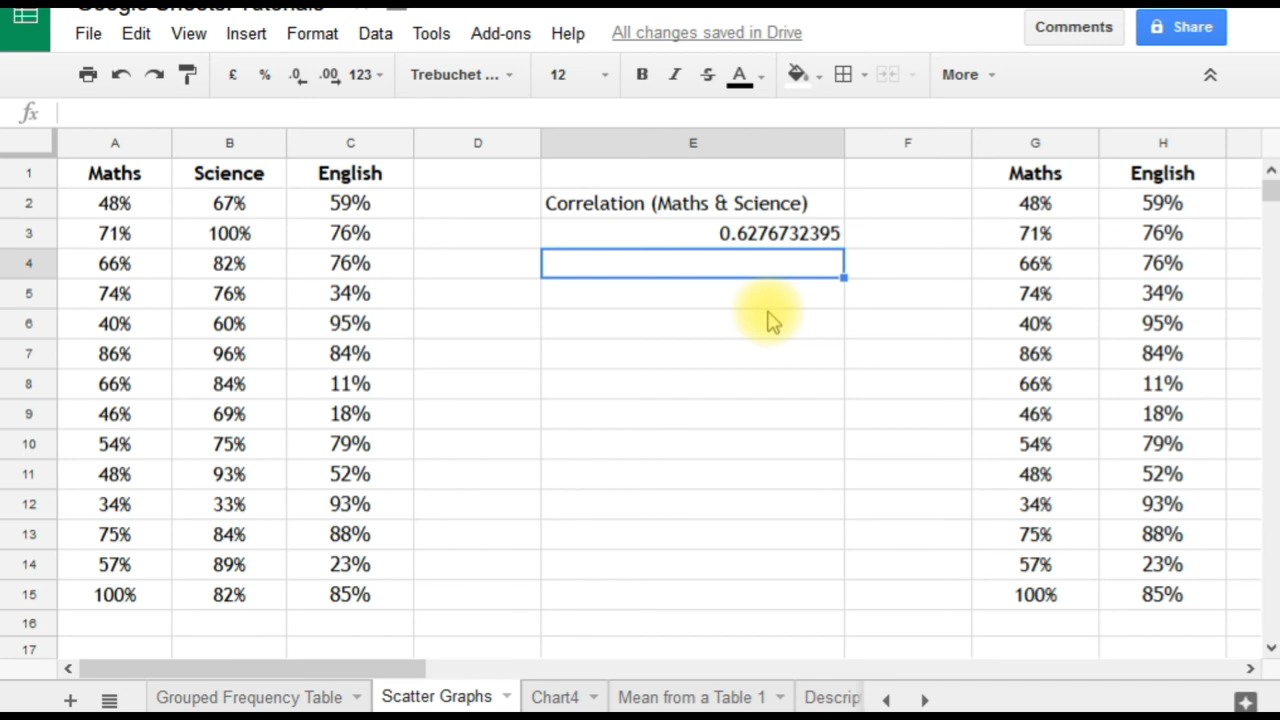 Google Sheets: Tutorials
File Edit View Insert Format Data Tools Add-ons Help All changes saved in Drive Comments Share
£ % .0 .00 123 Trebuchet ... 12 B I S A More
fx
A B C D E F G H
1 Maths Science English Maths English
2 48% 67% 59% Correlation (Maths & Science) 48% 59%
3 71% 100% 76% 0.6276732395 71% 76%
4 66% 82% 76% 66% 76%
5 74% 76% 34% 74% 34%
6 40% 60% 95% 40% 95%
7 86% 96% 84% 86% 84%
8 66% 84% 11% 66% 11%
9 46% 69% 18% 46% 18%
10 54% 75% 79% 54% 79%
11 48% 93% 52% 48% 52%
12 34% 33% 93% 34% 93%
13 75% 84% 88% 75% 88%
14 57% 89% 23% 57% 23%
15 100% 82% 85% 100% 85%
16
17
Grouped Frequency Table Scatter Graphs Chart4 Mean from a Table 1 Descrip